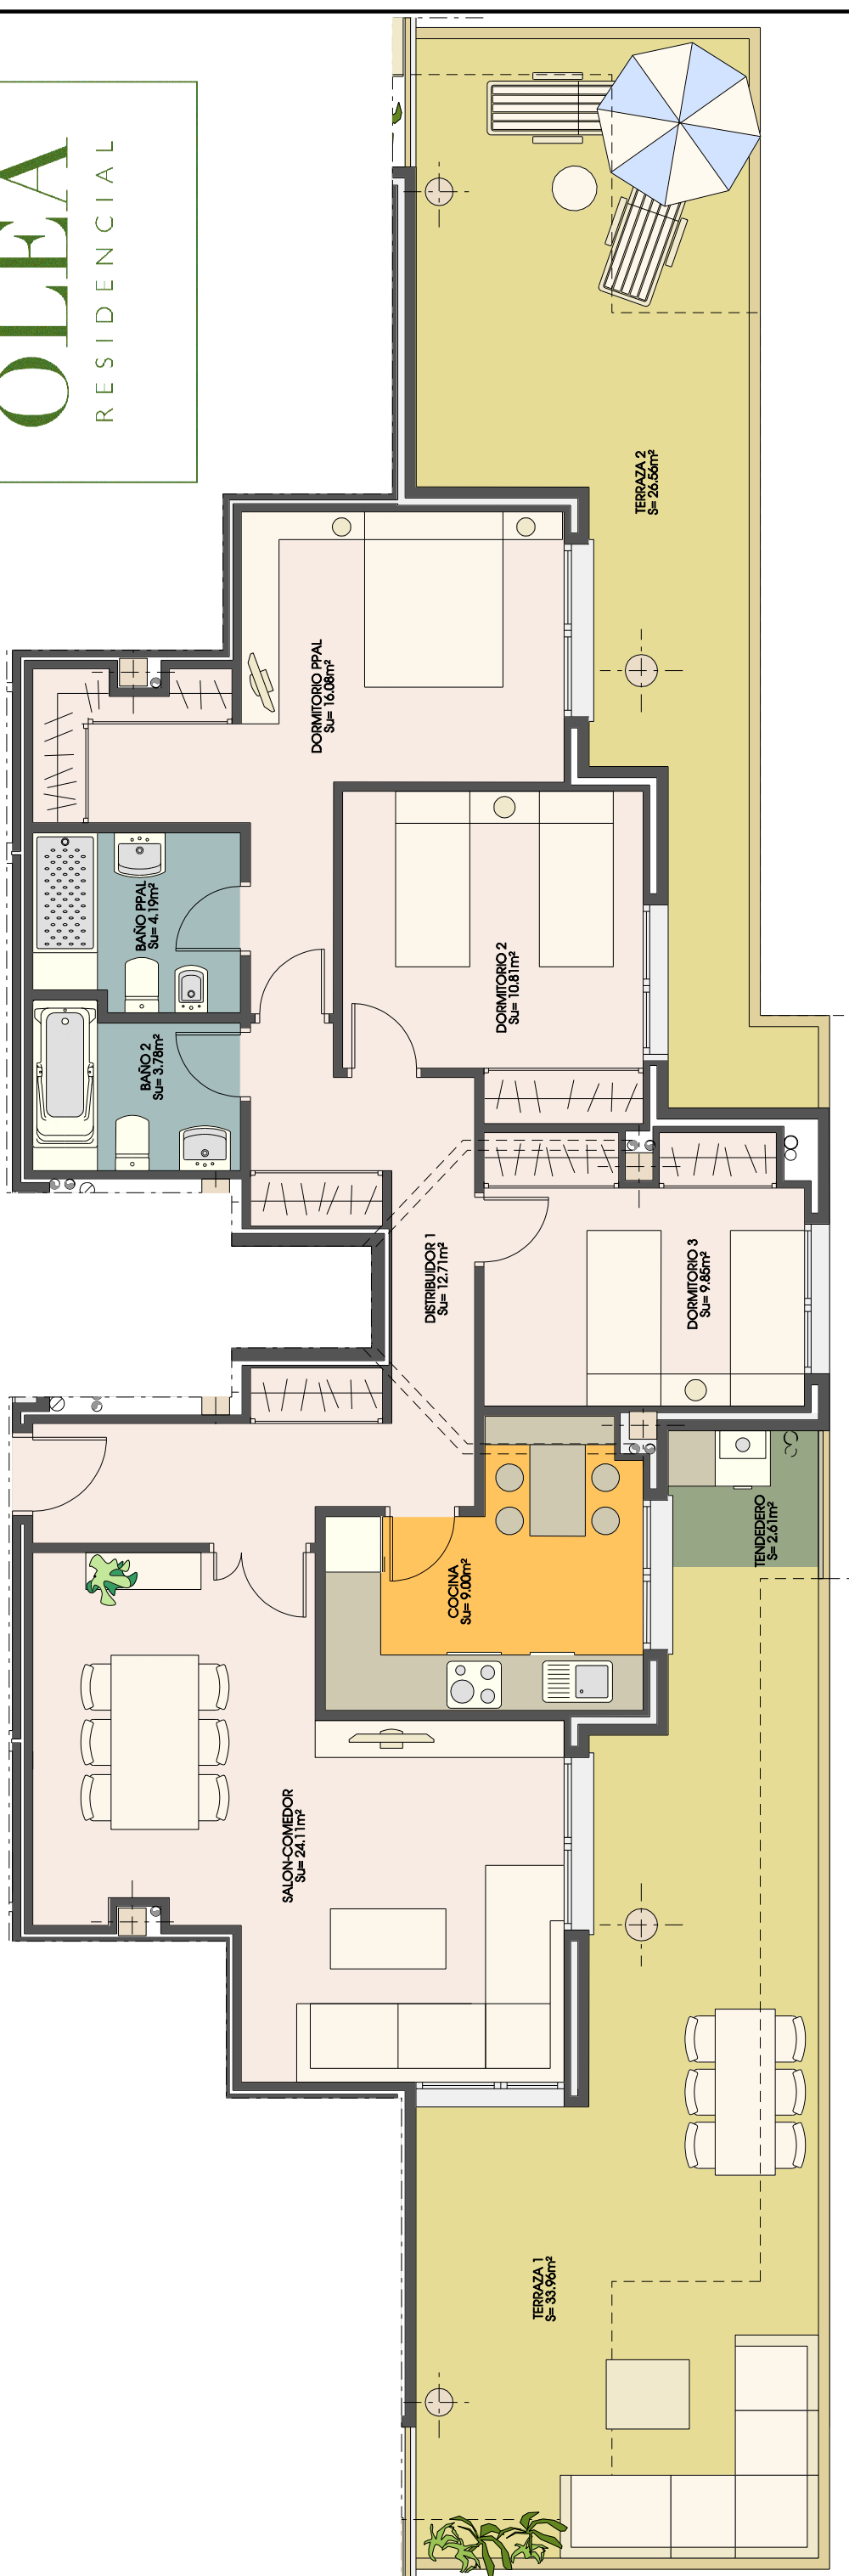 OLEA
RESIDENCIAL
TERRAZA 2
S= 26.56m²
DORMITORIO PPAL
Su= 16.08m²
BAÑO PPAL
Su= 4.19m²
DORMITORIO 2
Su= 10.81m²
BAÑO 2
Su= 3.78m²
DISTRIBUIDOR 1
Su= 12.71m²
DORMITORIO 3
Su= 9.85m²
TENDEDERO
S= 2.61m²
COCINA
Su= 9.00m²
SALON-COMEDOR
Su= 24.11m²
TERRAZA 1
S= 33.96m²